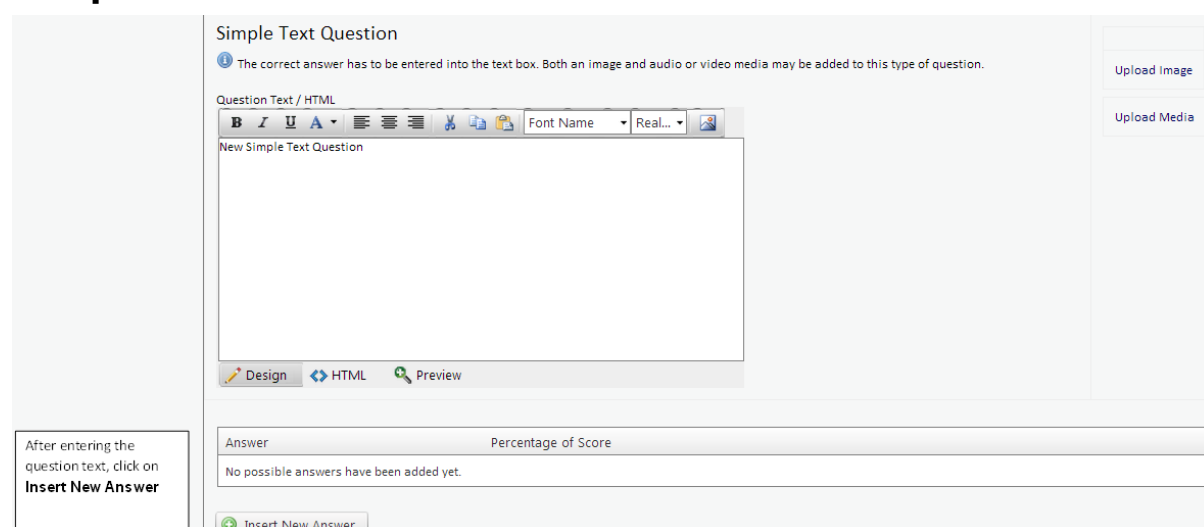 Simple Text Question
The correct answer has to be entered into the text box. Both an image and audio or video media may be added to this type of question.
Upload Image
Question Text / HTML
B I U A Font Name Real...
Upload Media
New Simple Text Question
Design HTML Preview
After entering the
question text, click on
Insert New Answer
Answer Percentage of Score
No possible answers have been added yet.
Insert New Answer